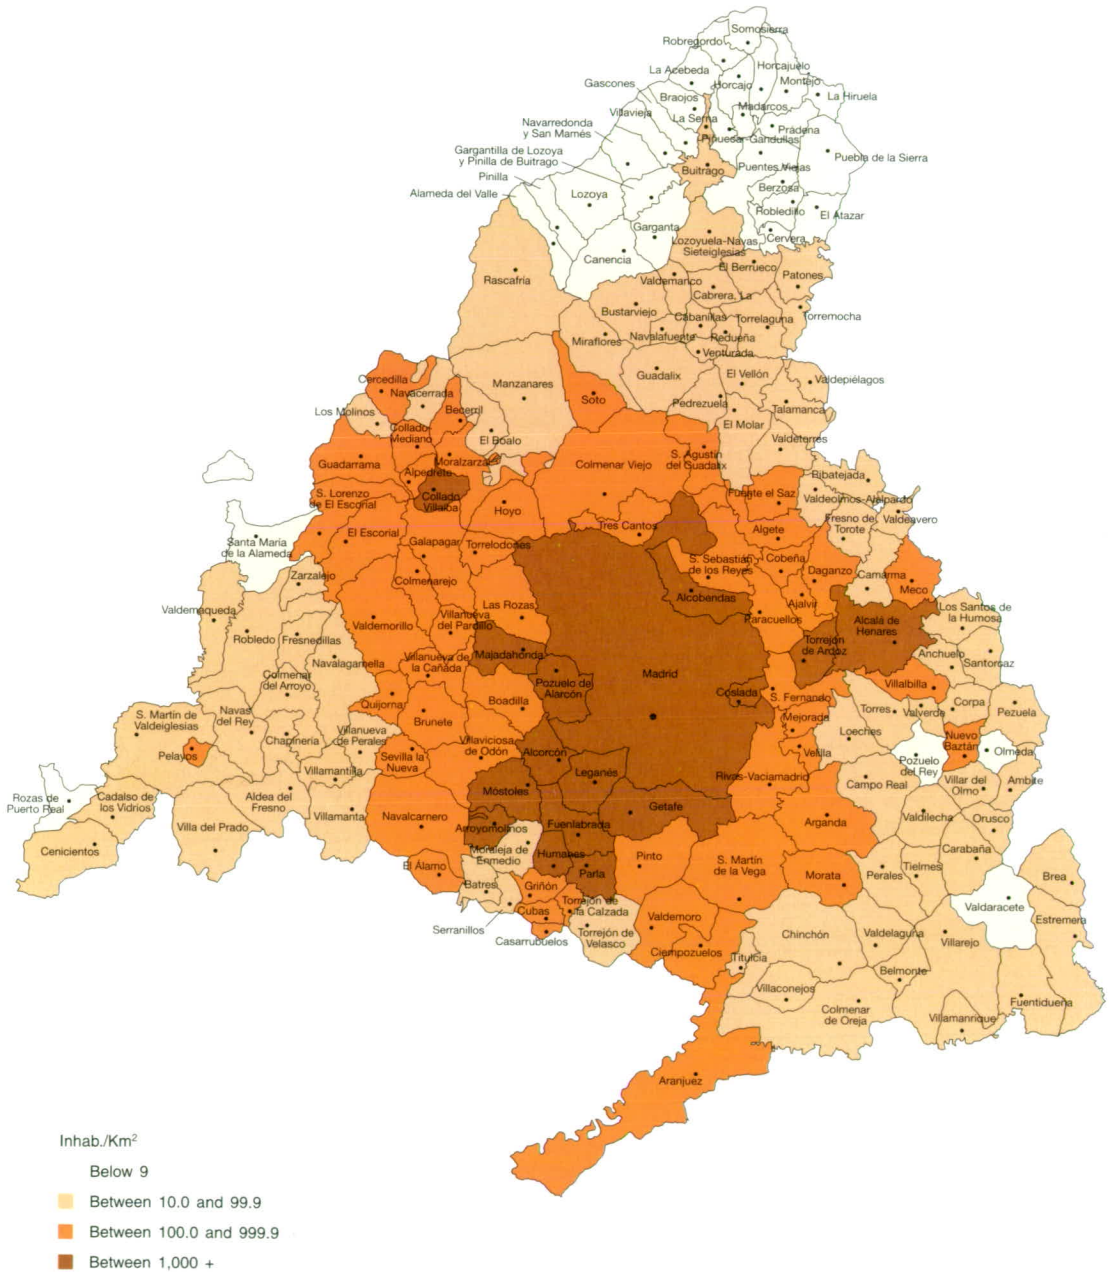 Somosierra
Robregordo
Horcajuelo
La Acebeda
Montejo
Gascones
Horcajo
La Hiruela
Braojos
Madarcos
Villavieja
La Serna
Navarredonda
y San Mamés
Prádena
Gandullas
Gargantilla de Lozoya
y Pinilla de Buitrago
Puebla de la Sierra
Buitrago
Puentes Viejas
Pinilla
Berzosa
Alameda del Valle
Lozoya
Robledillo
El Atazar
Garganta
Cervera
Lozoyuela-Navas
Sieteiglesias
Canencia
El Berrueco
Rascafría
Valdemanco
Patones
Cabrera, La
Bustarviejo
Cabanillas
Torrelaguna
Torremocha
Miraflores
Navalafuente
Redueña
Venturada
Guadalix
El Vellón
Valdepiélagos
Cercedilla
Manzanares
Navacerrada
Soto
Pedrezuela
Talamanca
Los Molinos
Becerril
El Molar
Collado-
Mediano
El Boalo
Valdetorres
Guadarrama
Moralzarzal
Colmenar Viejo
S. Agustín
del Guadalix
Alpedrete
Ribatejada
S. Lorenzo
de El Escorial
Collado
Villalba
Fuente el Saz
Valdeolmos-Alalpardo
Hoyo
Tres Cantos
Fresno de
Torote
Valdeavero
El Escorial
Algete
Santa María
de la Alameda
Galapagar
Torrelodones
S. Sebastián
de los Reyes
Cobeña
Zarzalejo
Colmenarejo
Daganzo
Camarma
Meco
Alcobendas
Valdemaqueda
Las Rozas
Ajalvir
Los Santos de
la Humosa
Valdemorillo
Villanueva
del Pardillo
Paracuellos
Alcalá de
Henares
Robledo
Fresnedillas
Torrejón
de Ardoz
Anchuelo
Majadahonda
Navalagamella
Villanueva de
la Cañada
Santorcaz
Colmenar
del Arroyo
Madrid
Pozuelo de
Alarcón
Villalbilla
Quijorna
Boadilla
Coslada
S. Fernando
Corpa
Pezuela
S. Martín de
Valdeiglesias
Navas
del Rey
Brunete
Mejorada
Torres
Valverde
Chapinería
Villanueva
de Perales
Loeches
Nuevo
Baztán
Pelayos
Sevilla la
Nueva
Villaviciosa
de Odón
Alcorcón
Velilla
Olmeda
Villamantilla
Leganés
Rivas-Vaciamadrid
Pozuelo
del Rey
Rozas de
Puerto Real
Cadalso de
los Vidrios
Aldea del
Fresno
Móstoles
Campo Real
Villar del
Olmo
Ambite
Villamanta
Navalcarnero
Getafe
Arganda
Valdilecha
Orusco
Villa del Prado
Arroyomolinos
Fuenlabrada
Cenicientos
Moraleja de
Enmedio
Humanes
Pinto
Carabaña
El Álamo
Parla
S. Martín
de la Vega
Morata
Perales
Tielmes
Brea
Batres
Griñón
Torrejón de
la Calzada
Valdaracete
Cubas
Valdemoro
Estremera
Serranillos
Casarrubuelos
Torrejón de
Velasco
Chinchón
Valdelaguna
Villarejo
Ciempozuelos
Titulcia
Belmonte
Villaconejos
Fuentidueña
Colmenar
de Oreja
Villamanrique
Aranjuez
Inhab./Km²
Below 9
Between 10.0 and 99.9
Between 100.0 and 999.9
Between 1,000 +